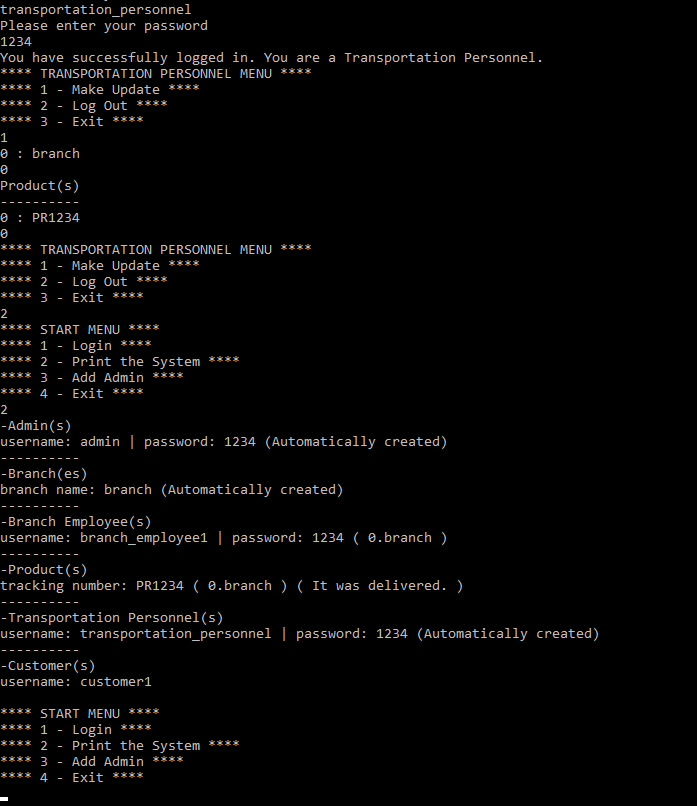 transportation_personnel
Please enter your password
1234
You have successfully logged in. You are a Transportation Personnel.
**** TRANSPORTATION PERSONNEL MENU ****
**** 1 - Make Update ****
**** 2 - Log Out ****
**** 3 - Exit ****
1
0 : branch
0
Product(s)
----------
0 : PR1234
0
**** TRANSPORTATION PERSONNEL MENU ****
**** 1 - Make Update ****
**** 2 - Log Out ****
**** 3 - Exit ****
2
**** START MENU ****
**** 1 - Login ****
**** 2 - Print the System ****
**** 3 - Add Admin ****
**** 4 - Exit ****
2
-Admin(s)
username: admin | password: 1234 (Automatically created)
----------
-Branch(es)
branch name: branch (Automatically created)
----------
-Branch Employee(s)
username: branch_employee1 | password: 1234 ( 0.branch )
----------
-Product(s)
tracking number: PR1234 ( 0.branch ) ( It was delivered. )
----------
-Transportation Personnel(s)
username: transportation_personnel | password: 1234 (Automatically created)
----------
-Customer(s)
username: customer1

**** START MENU ****
**** 1 - Login ****
**** 2 - Print the System ****
**** 3 - Add Admin ****
**** 4 - Exit ****